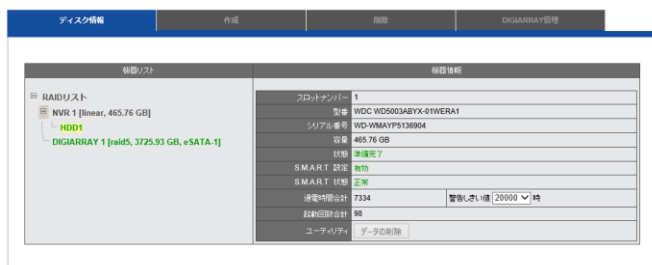 ディスク情報 作成 削除 DIGIARRAY管理
機器リスト 機器情報
RAIDリスト
NVR 1 [linear, 465.76 GB]
HDD1
DIGIARRAY 1 [raid5, 3725.93 GB, eSATA-1]
スロットナンバー 1
型番 WDC WD5003ABYX-01WERA1
シリアル番号 WD-WMAYP5136904
容量 465.76 GB
状態 準備完了
S.M.A.R.T 設定 有効
S.M.A.R.T 状態 正常
通電時間合計 7334 警告しきい値 20000 時
起動回数合計 98
ユーティリティ データの削除